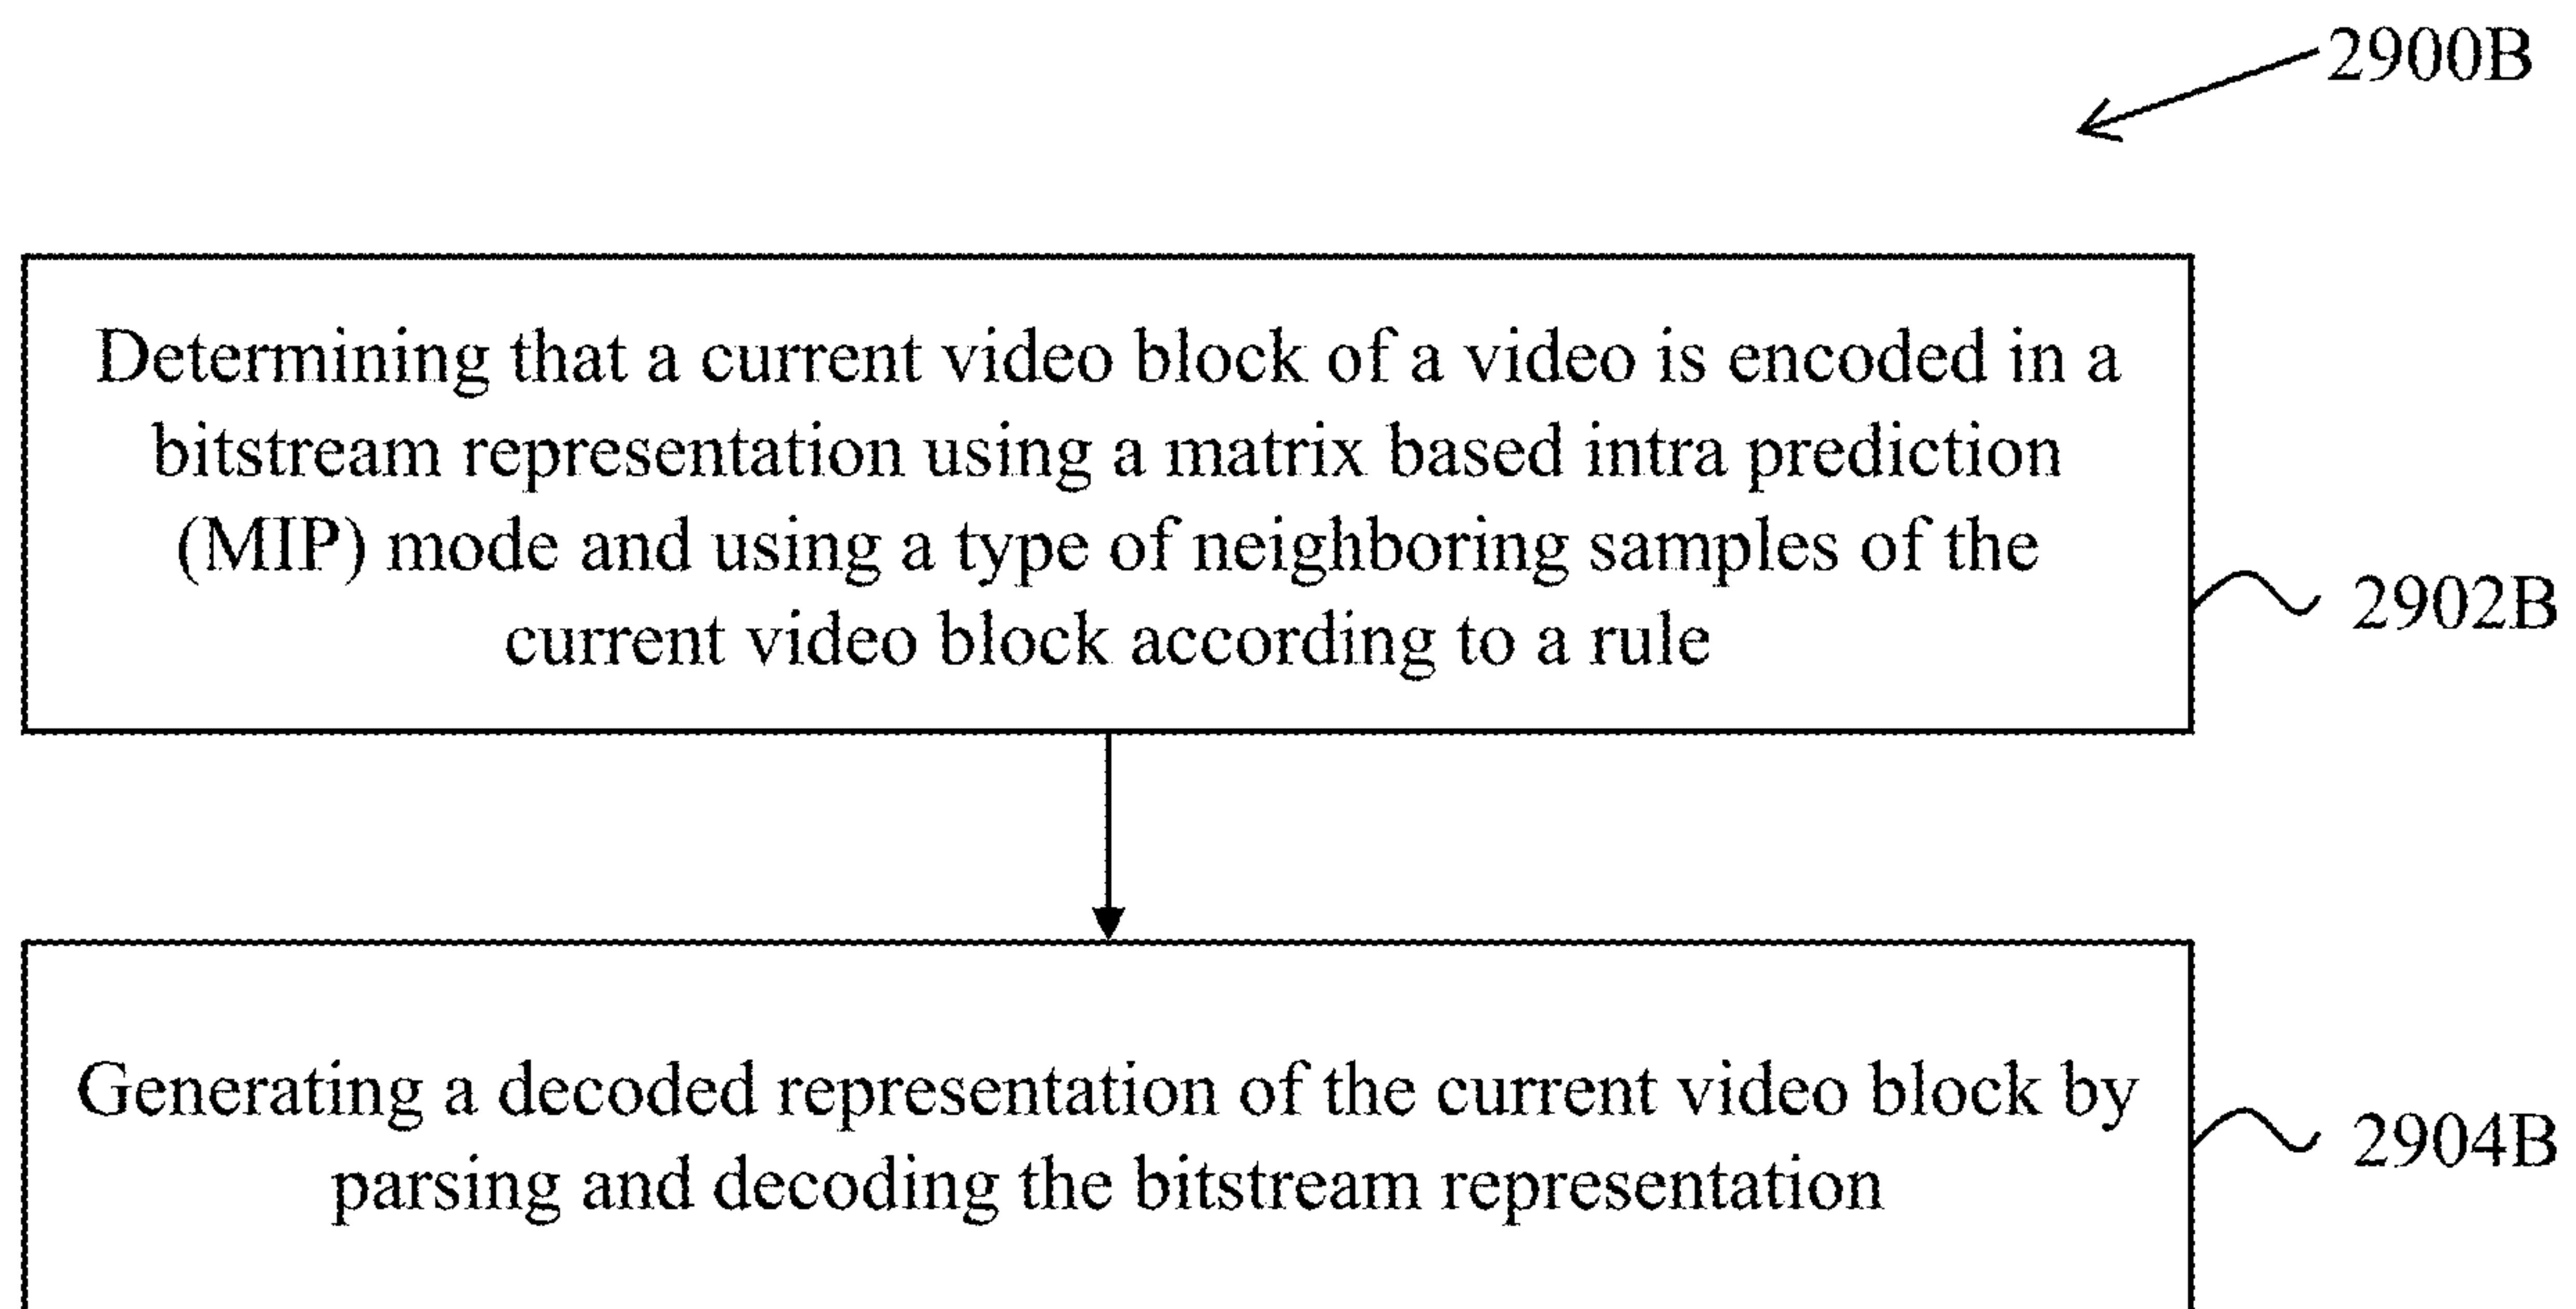 2900B
Determining that a current video block of a video is encoded in a
bitstream representation using a matrix based intra prediction
(MIP) mode and using a type of neighboring samples of the
current video block according to a rule
2902B
Generating a decoded representation of the current video block by
parsing and decoding the bitstream representation
2904B